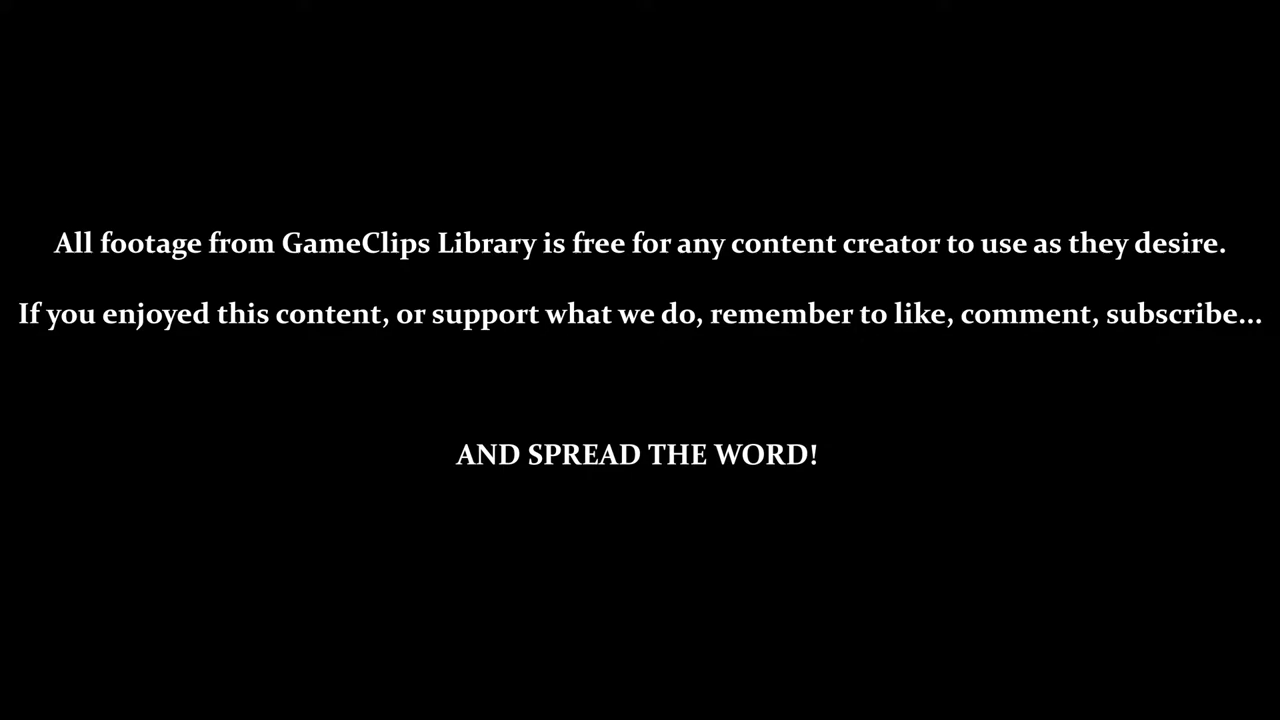 All footage from GameClips Library is free for any content creator to use as they desire.
If you enjoyed this content, or support what we do, remember to like, comment, subscribe...
AND SPREAD THE WORD!